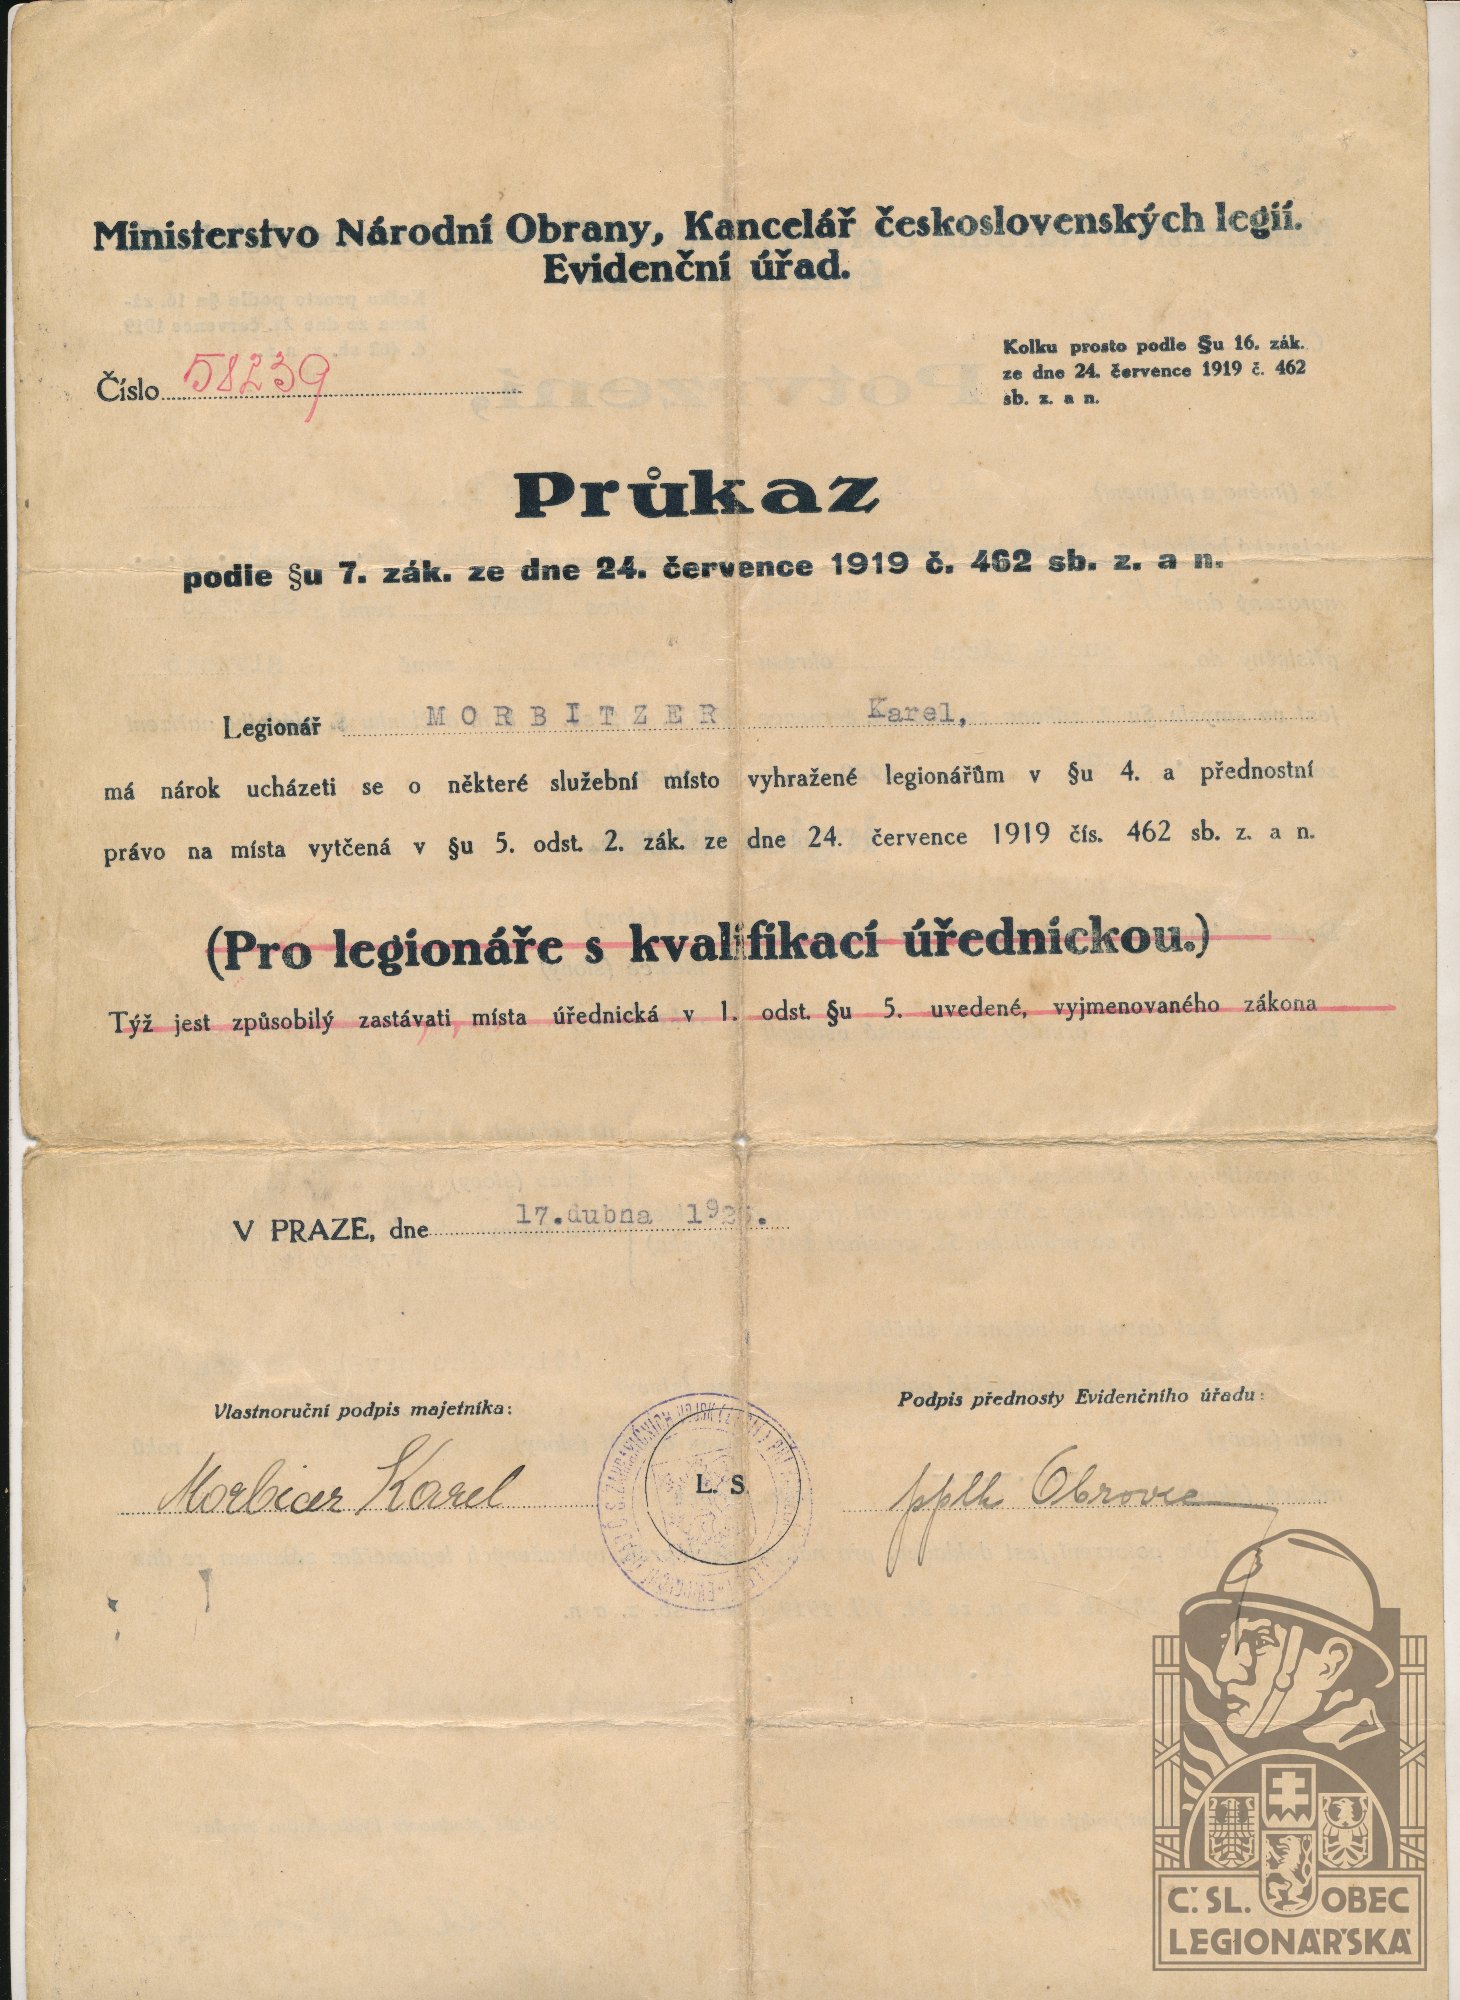 Ministerstvo Národní Obrany, Kancelář československých legií.
Evidenční úřad.
Číslo 58239
Kolku prosto podle §u 16. zák.
ze dne 24. července 1919 č. 462
sb. z. a n.
Průkaz
podle §u 7. zák. ze dne 24. července 1919 č. 462 sb. z. a n.
Legionář MORBITZER Karel,
má nárok ucházeti se o některé služební místo vyhražené legionářům v §u 4. a přednostní
právo na místa vytčená v §u 5. odst. 2. zák. ze dne 24. července 1919 čís. 462 sb. z. a n.
(Pro legionáře s kvalifikací úřednickou.)
Týž jest způsobilý zastávati místa úřednická v 1. odst. §u 5. uvedené, vyjmenovaného zákona
V PRAZE, dne 17. dubna
Vlastnoruční podpis majetníka:
Podpis přednosty Evidenčního úřadu:
Morbicer Karel
L. S.
pplk Obrovec
Č. SL. OBEC
LEGIONÁŘSKÁ